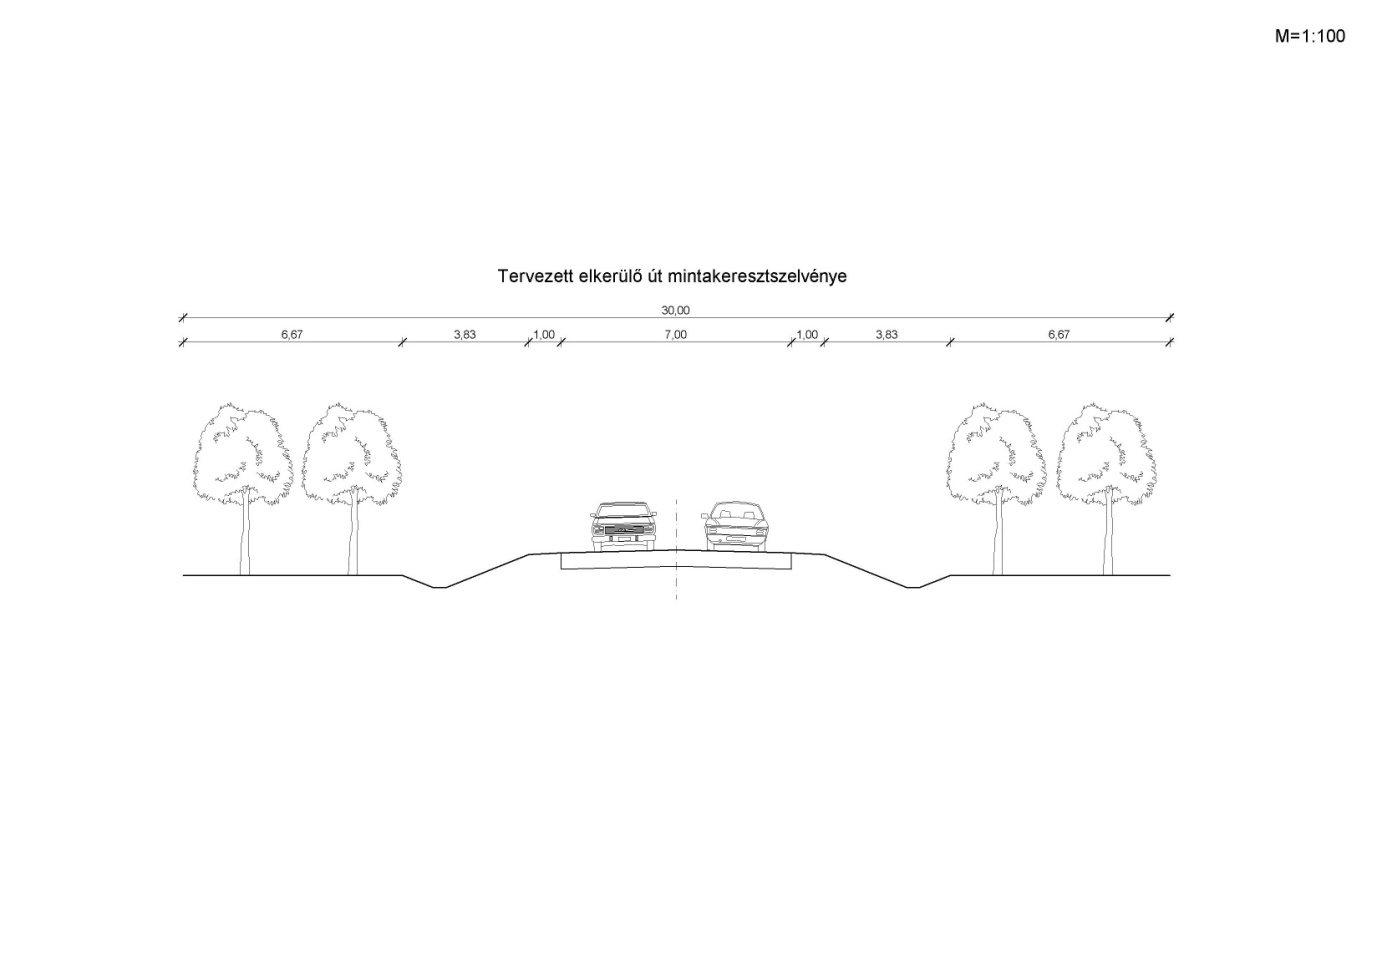 M=1:100
Tervezett elkerülő út mintakeresztszelvénye
30,00
6,67 3,83 1,00 7,00 1,00 3,83 6,67